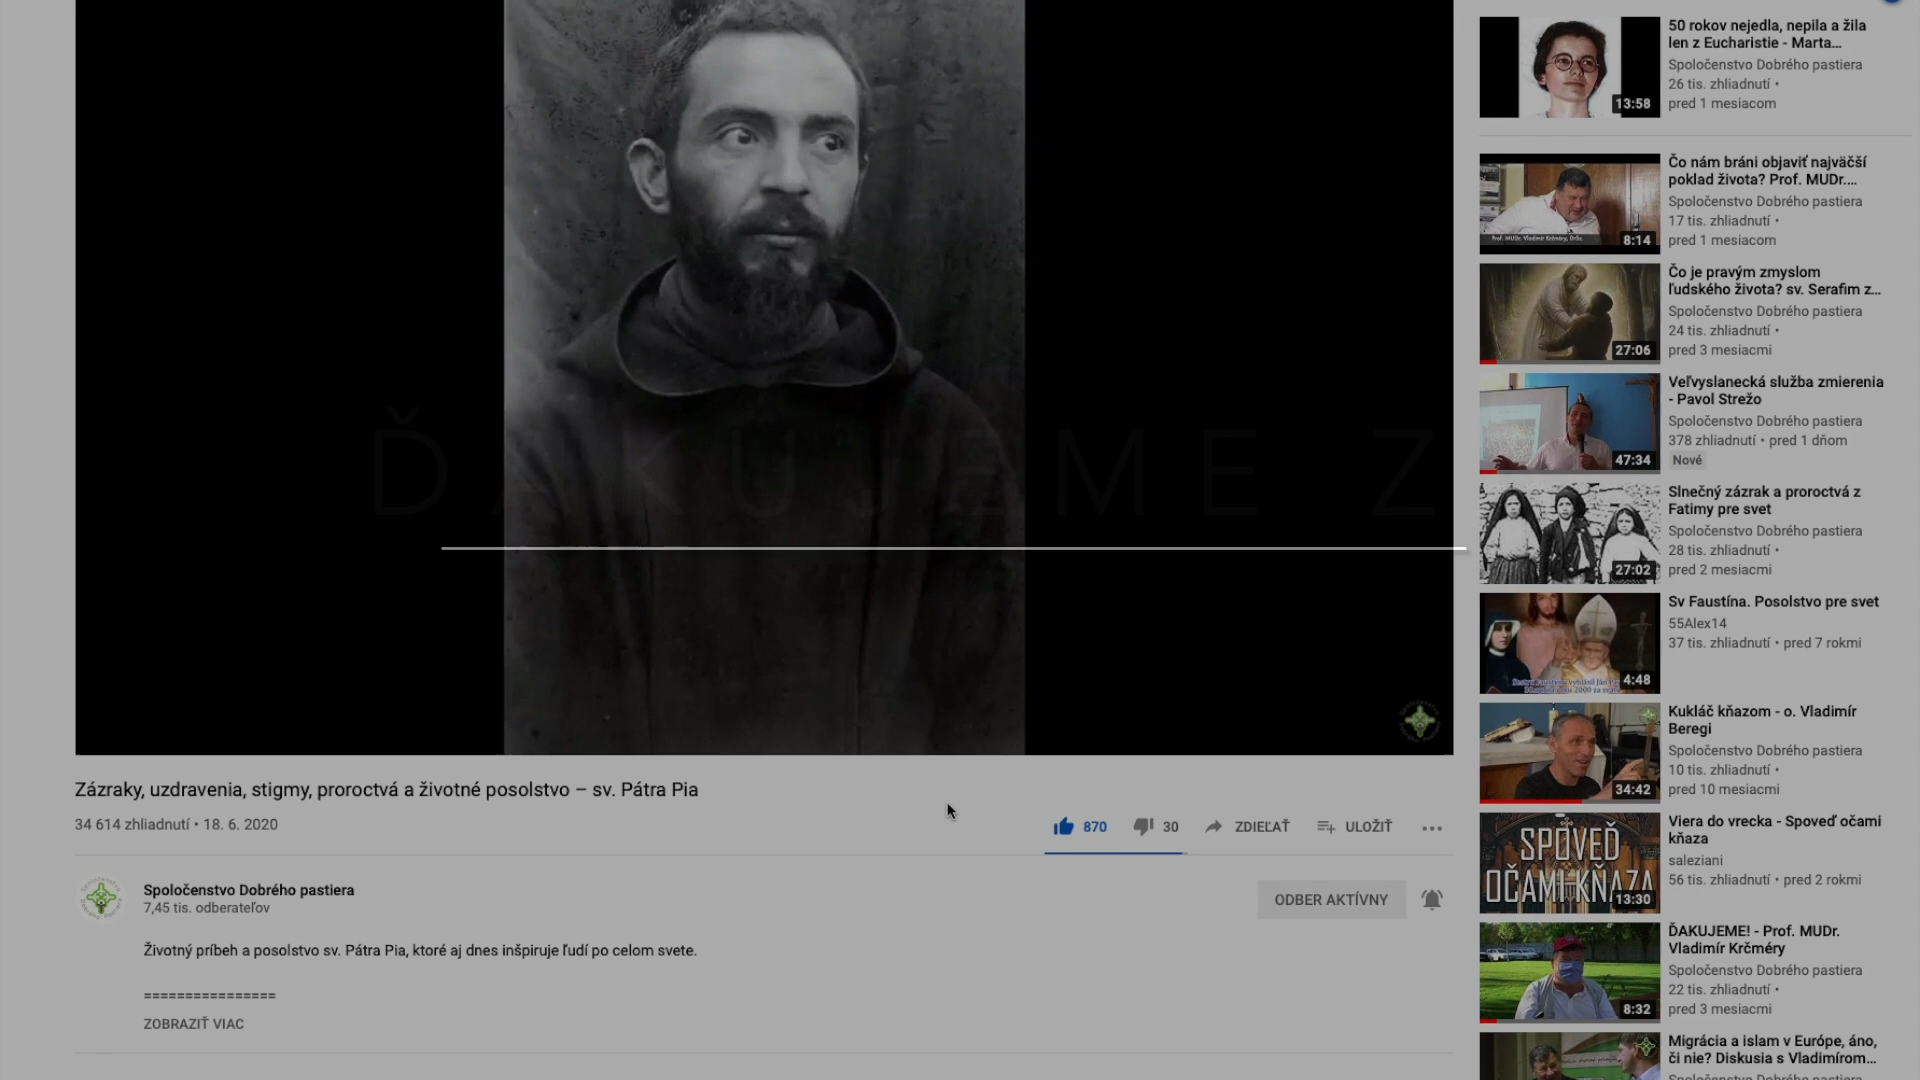 ĎAKUJEME Z
Zázraky, uzdravenia, stigmy, proroctvá a životné posolstvo – sv. Pátra Pia
34 614 zhliadnutí • 18. 6. 2020
870
30
ZDIEĽAŤ
ULOŽIŤ
Spoločenstvo Dobrého pastiera
7,45 tis. odberateľov
ODBER AKTÍVNY
Životný príbeh a posolstvo sv. Pátra Pia, ktoré aj dnes inšpiruje ľudí po celom svete.
================
ZOBRAZIŤ VIAC
50 rokov nejedla, nepila a žila
len z Eucharistie - Marta...
Spoločenstvo Dobrého pastiera
26 tis. zhliadnutí •
pred 1 mesiacom
13:58
Čo nám bráni objaviť najväčší
poklad života? Prof. MUDr....
Spoločenstvo Dobrého pastiera
17 tis. zhliadnutí •
pred 1 mesiacom
Prof. MUDr. Vladimír Krčméry, DrSc.
8:14
Čo je pravým zmyslom
ľudského života? sv. Serafim z...
Spoločenstvo Dobrého pastiera
24 tis. zhliadnutí •
pred 3 mesiacmi
27:06
Veľvyslanecká služba zmierenia
- Pavol Strežo
Spoločenstvo Dobrého pastiera
378 zhliadnutí • pred 1 dňom
Nové
47:34
Slnečný zázrak a proroctvá z
Fatimy pre svet
Spoločenstvo Dobrého pastiera
28 tis. zhliadnutí •
pred 2 mesiacmi
27:02
Sv Faustína. Posolstvo pre svet
55Alex14
37 tis. zhliadnutí • pred 7 rokmi
4:48
Kukláč kňazom - o. Vladimír
Beregi
Spoločenstvo Dobrého pastiera
10 tis. zhliadnutí •
pred 10 mesiacmi
34:42
Viera do vrecka - Spoveď očami
kňaza
saleziani
56 tis. zhliadnutí • pred 2 rokmi
SPOVEĎ
OČAMI KŇAZA
13:30
ĎAKUJEME! - Prof. MUDr.
Vladimír Krčméry
Spoločenstvo Dobrého pastiera
22 tis. zhliadnutí •
pred 3 mesiacmi
8:32
Migrácia a islam v Európe, áno,
či nie? Diskusia s Vladimírom...
Spoločenstvo Dobrého pastiera